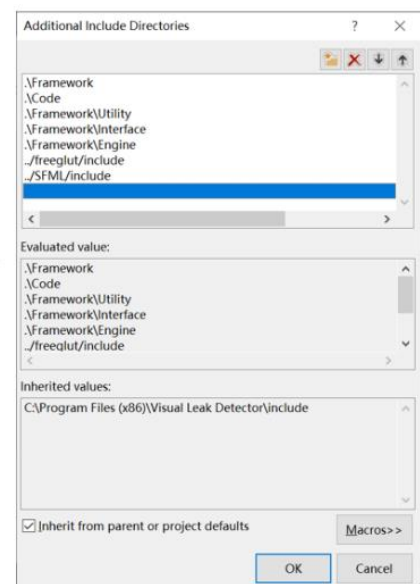 Additional Include Directories
?
.\Framework
.\Code
.\Framework\Utility
.\Framework\Interface
.\Framework\Engine
../freeglut/include
../SFML/include
Evaluated value:
.\Framework
.\Code
.\Framework\Utility
.\Framework\Interface
.\Framework\Engine
../freeglut/include
Inherited values:
C:\Program Files (x86)\Visual Leak Detector\include
Inherit from parent or project defaults
Macros>>
OK
Cancel